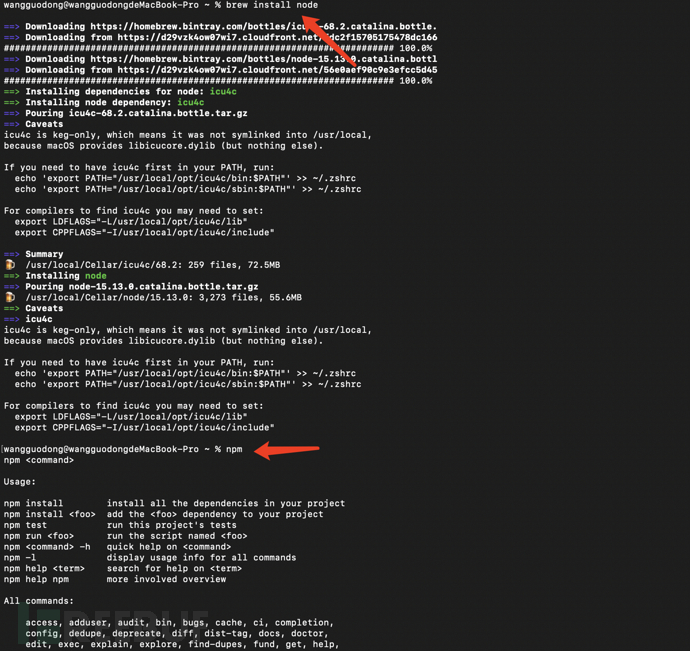 wangguodong@wangguodongdeMacBook-Pro ~ % brew install node
==> Downloading https://homebrew.bintray.com/bottles/icu4c-68.2.catalina.bottle.
==> Downloading from https://d29vzk4ow07wi7.cloudfront.net/fdc2f15705175478dc166
######################################################################## 100.0%
==> Downloading https://homebrew.bintray.com/bottles/node-15.13.0.catalina.bottl
==> Downloading from https://d29vzk4ow07wi7.cloudfront.net/56e0aef90c9e3efcc5d45
######################################################################## 100.0%
==> Installing dependencies for node: icu4c
==> Installing node dependency: icu4c
==> Pouring icu4c-68.2.catalina.bottle.tar.gz
==> Caveats
icu4c is keg-only, which means it was not symlinked into /usr/local,
because macOS provides libicucore.dylib (but nothing else).
If you need to have icu4c first in your PATH, run:
echo 'export PATH="/usr/local/opt/icu4c/bin:$PATH"' >> ~/.zshrc
echo 'export PATH="/usr/local/opt/icu4c/sbin:$PATH"' >> ~/.zshrc
For compilers to find icu4c you may need to set:
export LDFLAGS="-L/usr/local/opt/icu4c/lib"
export CPPFLAGS="-I/usr/local/opt/icu4c/include"
==> Summary
🍺 /usr/local/Cellar/icu4c/68.2: 259 files, 72.5MB
==> Installing node
==> Pouring node-15.13.0.catalina.bottle.tar.gz
🍺 /usr/local/Cellar/node/15.13.0: 3,273 files, 55.6MB
==> Caveats
==> icu4c
icu4c is keg-only, which means it was not symlinked into /usr/local,
because macOS provides libicucore.dylib (but nothing else).
If you need to have icu4c first in your PATH, run:
echo 'export PATH="/usr/local/opt/icu4c/bin:$PATH"' >> ~/.zshrc
echo 'export PATH="/usr/local/opt/icu4c/sbin:$PATH"' >> ~/.zshrc
For compilers to find icu4c you may need to set:
export LDFLAGS="-L/usr/local/opt/icu4c/lib"
export CPPFLAGS="-I/usr/local/opt/icu4c/include"
wangguodong@wangguodongdeMacBook-Pro ~ % npm
npm <command>
Usage:
npm install        install all the dependencies in your project
npm install <foo>  add the <foo> dependency to your project
npm test           run this project's tests
npm run <foo>      run the script named <foo>
npm <command> -h   quick help on <command>
npm -l             display usage info for all commands
npm help <term>    search for help on <term>
npm help npm       more involved overview
All commands:
access, adduser, audit, bin, bugs, cache, ci, completion,
config, dedupe, deprecate, diff, dist-tag, docs, doctor,
edit, exec, explain, explore, find-dupes, fund, get, help,